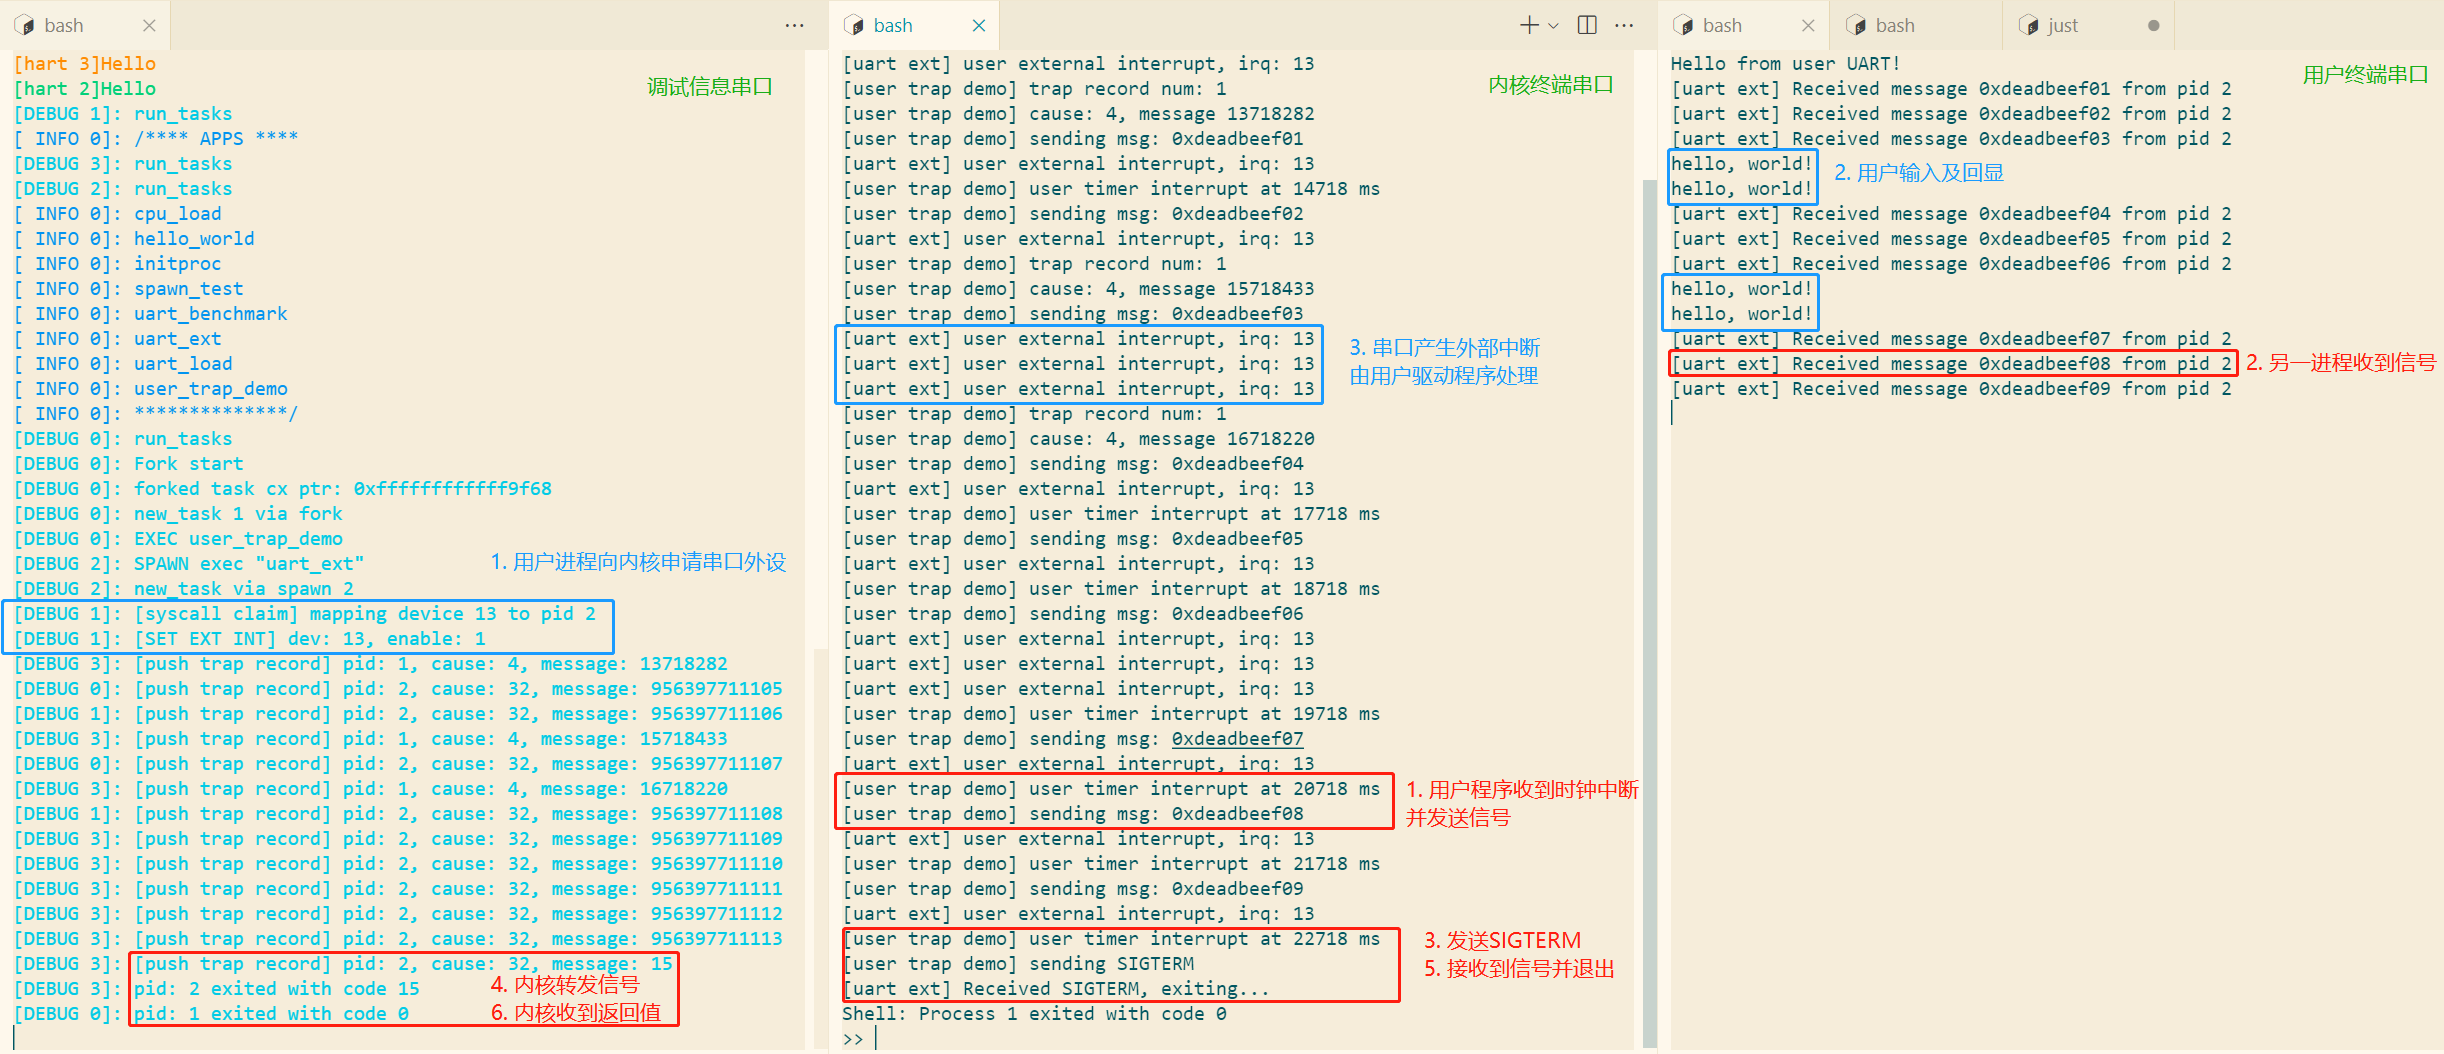 bash
[hart 3]Hello
[hart 2]Hello
调试信息串口
[DEBUG 1]: run_tasks
[ INFO 0]: /**** APPS ****
[DEBUG 3]: run_tasks
[DEBUG 2]: run_tasks
[ INFO 0]: cpu_load
[ INFO 0]: hello_world
[ INFO 0]: initproc
[ INFO 0]: spawn_test
[ INFO 0]: uart_benchmark
[ INFO 0]: uart_ext
[ INFO 0]: uart_load
[ INFO 0]: user_trap_demo
[ INFO 0]: **************/
[DEBUG 0]: run_tasks
[DEBUG 0]: Fork start
[DEBUG 0]: forked task cx ptr: 0xffffffffffff9f68
[DEBUG 0]: new_task 1 via fork
[DEBUG 0]: EXEC user_trap_demo
[DEBUG 2]: SPAWN exec "uart_ext"
1. 用户进程向内核申请串口外设
[DEBUG 2]: new_task via spawn 2
[DEBUG 1]: [syscall claim] mapping device 13 to pid 2
[DEBUG 1]: [SET EXT INT] dev: 13, enable: 1
[DEBUG 3]: [push trap record] pid: 1, cause: 4, message: 13718282
[DEBUG 0]: [push trap record] pid: 2, cause: 32, message: 956397711105
[DEBUG 1]: [push trap record] pid: 2, cause: 32, message: 956397711106
[DEBUG 3]: [push trap record] pid: 1, cause: 4, message: 15718433
[DEBUG 0]: [push trap record] pid: 2, cause: 32, message: 956397711107
[DEBUG 3]: [push trap record] pid: 1, cause: 4, message: 16718220
[DEBUG 1]: [push trap record] pid: 2, cause: 32, message: 956397711108
[DEBUG 3]: [push trap record] pid: 2, cause: 32, message: 956397711109
[DEBUG 3]: [push trap record] pid: 2, cause: 32, message: 956397711110
[DEBUG 3]: [push trap record] pid: 2, cause: 32, message: 956397711111
[DEBUG 3]: [push trap record] pid: 2, cause: 32, message: 956397711112
[DEBUG 3]: [push trap record] pid: 2, cause: 32, message: 956397711113
[DEBUG 3]: [push trap record] pid: 2, cause: 32, message: 15
[DEBUG 3]: pid: 2 exited with code 15
4. 内核转发信号
[DEBUG 0]: pid: 1 exited with code 0
6. 内核收到返回值
bash
[uart ext] user external interrupt, irq: 13
内核终端串口
[user trap demo] trap record num: 1
[user trap demo] cause: 4, message 13718282
[user trap demo] sending msg: 0xdeadbeef01
[uart ext] user external interrupt, irq: 13
[user trap demo] user timer interrupt at 14718 ms
[user trap demo] sending msg: 0xdeadbeef02
[uart ext] user external interrupt, irq: 13
[user trap demo] trap record num: 1
[user trap demo] cause: 4, message 15718433
[user trap demo] sending msg: 0xdeadbeef03
[uart ext] user external interrupt, irq: 13
[uart ext] user external interrupt, irq: 13
[uart ext] user external interrupt, irq: 13
3. 串口产生外部中断
由用户驱动程序处理
[user trap demo] trap record num: 1
[user trap demo] cause: 4, message 16718220
[user trap demo] sending msg: 0xdeadbeef04
[uart ext] user external interrupt, irq: 13
[user trap demo] user timer interrupt at 17718 ms
[user trap demo] sending msg: 0xdeadbeef05
[uart ext] user external interrupt, irq: 13
[user trap demo] user timer interrupt at 18718 ms
[user trap demo] sending msg: 0xdeadbeef06
[uart ext] user external interrupt, irq: 13
[uart ext] user external interrupt, irq: 13
[uart ext] user external interrupt, irq: 13
[user trap demo] user timer interrupt at 19718 ms
[user trap demo] sending msg: 0xdeadbeef07
[uart ext] user external interrupt, irq: 13
[user trap demo] user timer interrupt at 20718 ms
[user trap demo] sending msg: 0xdeadbeef08
1. 用户程序收到时钟中断
并发送信号
[uart ext] user external interrupt, irq: 13
[user trap demo] user timer interrupt at 21718 ms
[user trap demo] sending msg: 0xdeadbeef09
[uart ext] user external interrupt, irq: 13
[user trap demo] user timer interrupt at 22718 ms
[user trap demo] sending SIGTERM
[uart ext] Received SIGTERM, exiting...
3. 发送SIGTERM
5. 接收到信号并退出
Shell: Process 1 exited with code 0
>>
bash
bash
just
Hello from user UART!
用户终端串口
[uart ext] Received message 0xdeadbeef01 from pid 2
[uart ext] Received message 0xdeadbeef02 from pid 2
[uart ext] Received message 0xdeadbeef03 from pid 2
hello, world!
hello, world!
2. 用户输入及回显
[uart ext] Received message 0xdeadbeef04 from pid 2
[uart ext] Received message 0xdeadbeef05 from pid 2
[uart ext] Received message 0xdeadbeef06 from pid 2
hello, world!
hello, world!
[uart ext] Received message 0xdeadbeef07 from pid 2
[uart ext] Received message 0xdeadbeef08 from pid 2
2. 另一进程收到信号
[uart ext] Received message 0xdeadbeef09 from pid 2